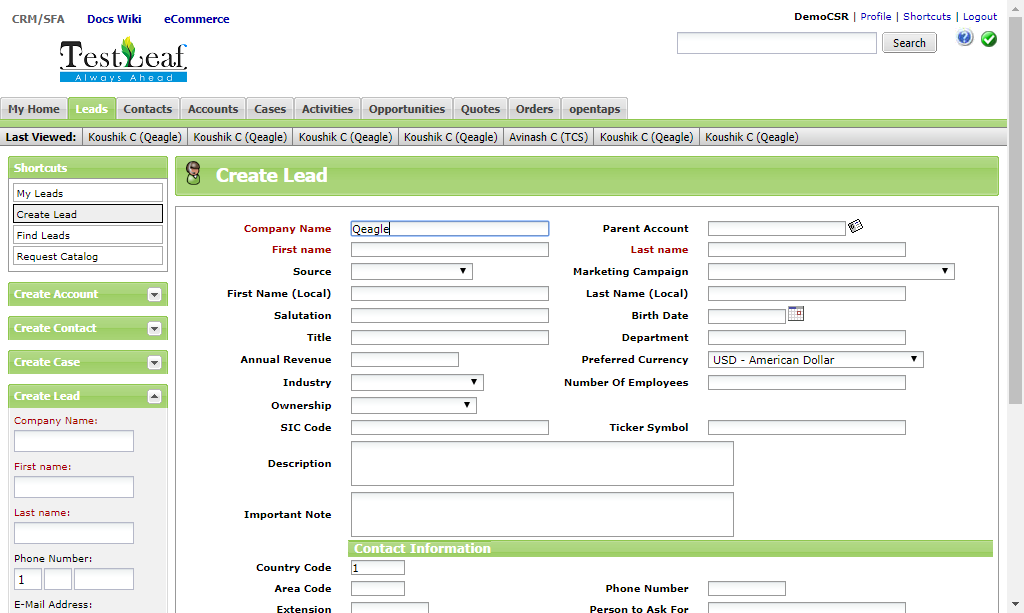 CRM/SFA Docs Wiki eCommerce
DemoCSR | Profile | Shortcuts | Logout
TestLeaf
Always Ahead
Search
My Home Leads Contacts Accounts Cases Activities Opportunities Quotes Orders opentaps
Last Viewed: Koushik C (Qeagle) Koushik C (Qeagle) Koushik C (Qeagle) Koushik C (Qeagle) Avinash C (TCS) Koushik C (Qeagle) Koushik C (Qeagle)
Shortcuts
My Leads
Create Lead
Find Leads
Request Catalog
Create Account
Create Contact
Create Case
Create Lead
Company Name:
First name:
Last name:
Phone Number:
1
E-Mail Address:
Create Lead
Company Name Qeagle Parent Account
First name Last name
Source Marketing Campaign
First Name (Local) Last Name (Local)
Salutation Birth Date
Title Department
Annual Revenue Preferred Currency USD - American Dollar
Industry Number Of Employees
Ownership
SIC Code Ticker Symbol
Description
Important Note
Contact Information
Country Code 1
Area Code Phone Number
Extension Person to Ask For